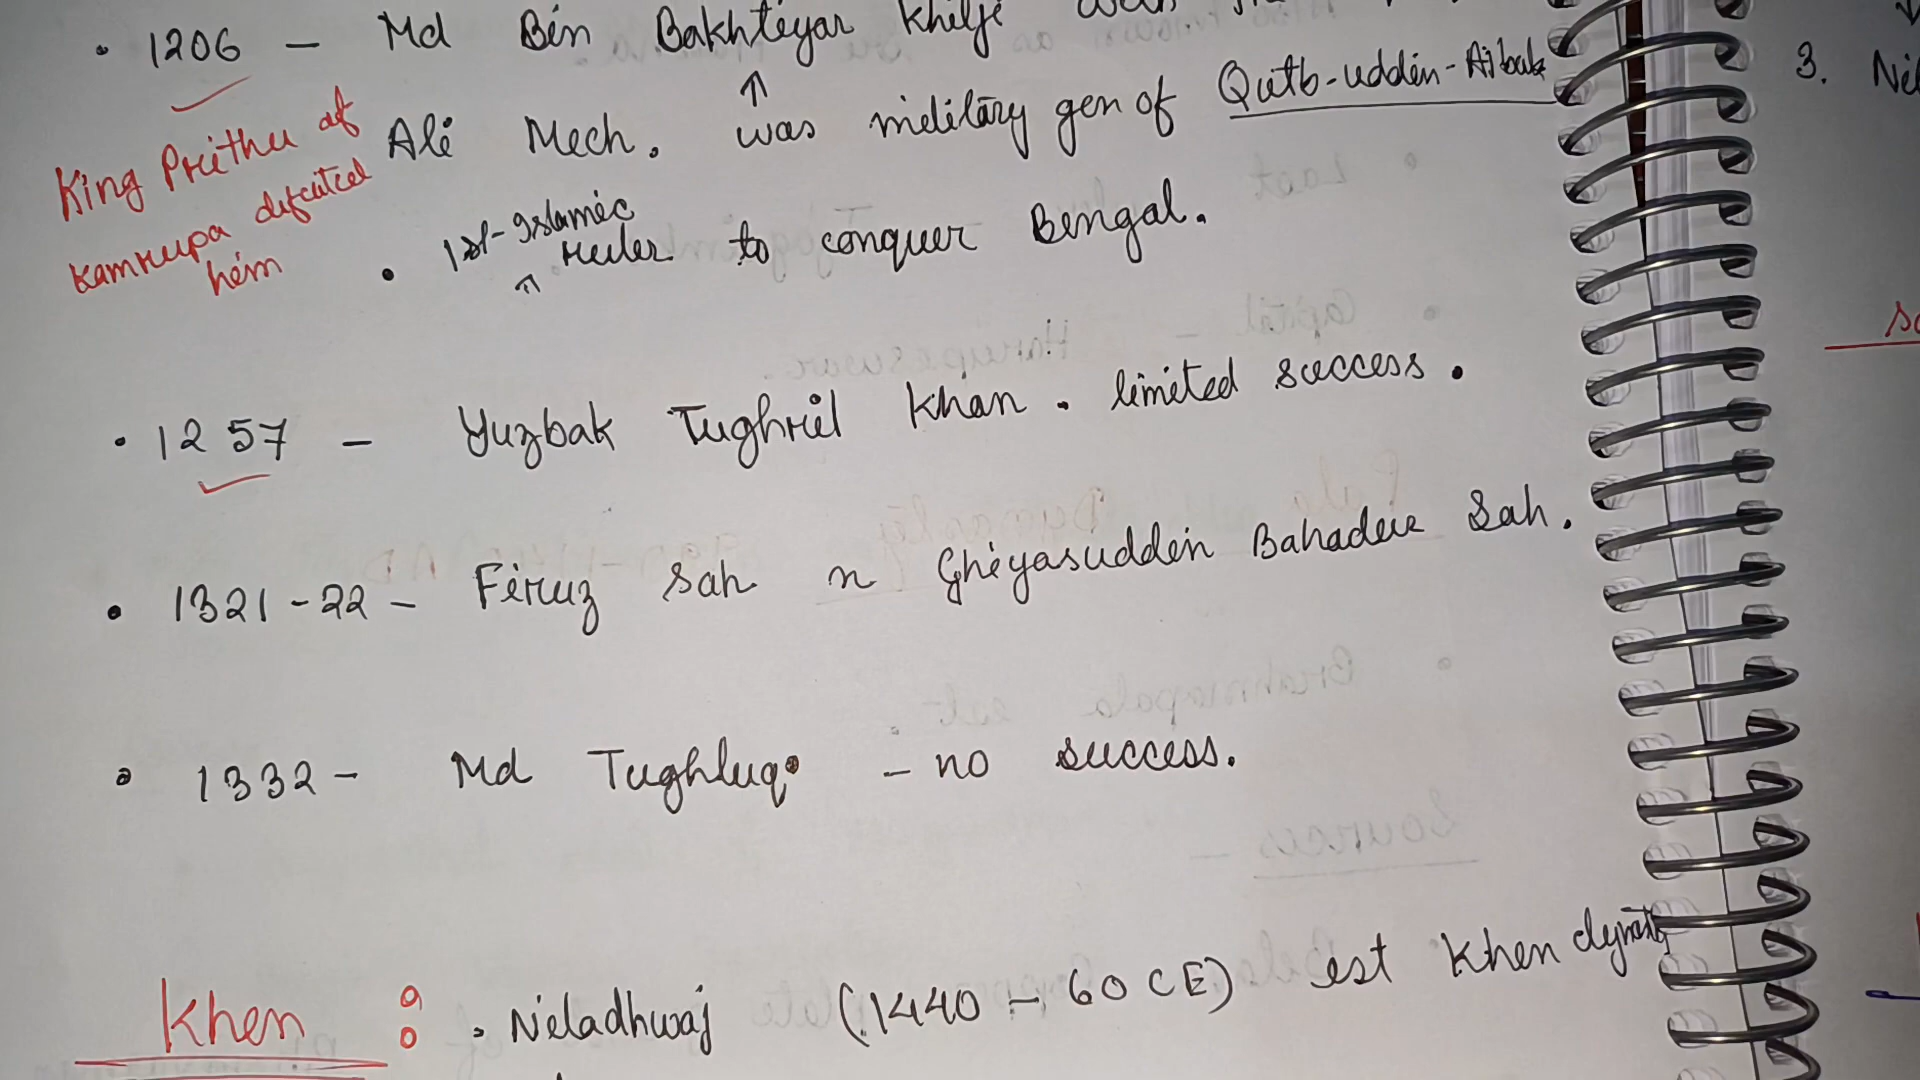 • 1206 - Md Bin Bakhtiyar Khilji
King Prithu of Kamrupa defeated him
Ali Mech. was military gen of Qutb-uddin-Aibak
• 1st - Islamic ruler to conquer Bengal.
• 1257 - Yuzbak Tughril Khan. limited success.
• 1321-22 - Firuz Sah n Ghiyasuddin Bahadur Sah.
• 1332 - Md Tughluq - no success.
Khen : • Niladhwaj (1440 - 60 CE) est Khen dynasty
3.